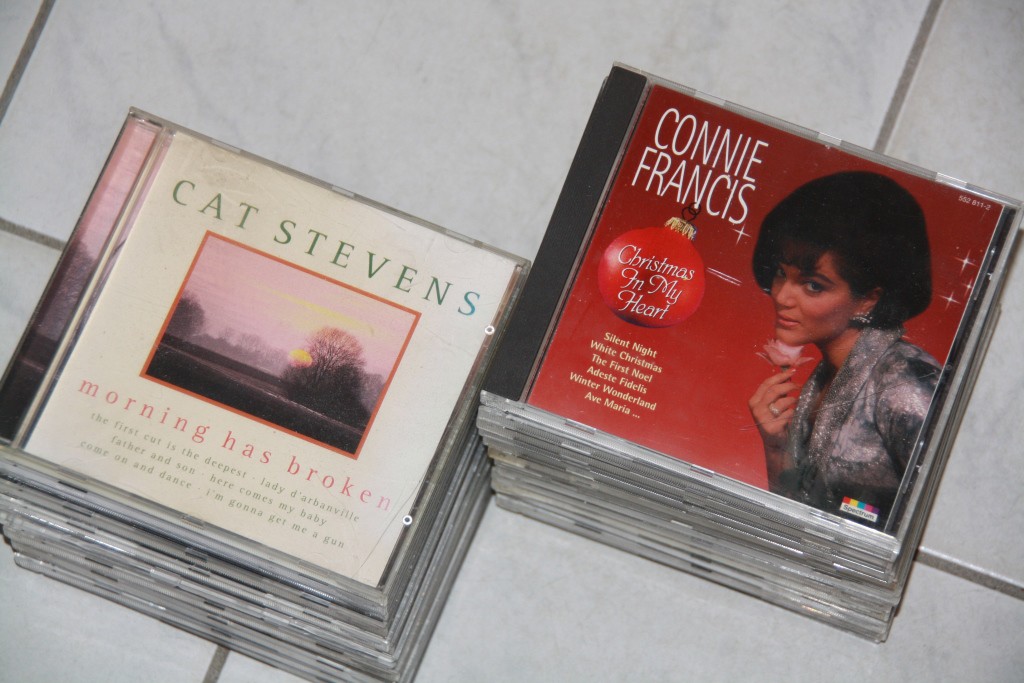 CAT STEVENS
morning has broken
the first cut is the deepest · lady d'arbanville
father and son · here comes my baby
come on and dance · i'm gonna get me a gun
CONNIE
FRANCIS
552 811-2
Christmas
In My
Heart
Silent Night
White Christmas
The First Noel
Adeste Fidelis
Winter Wonderland
Ave Maria ...
Spectrum